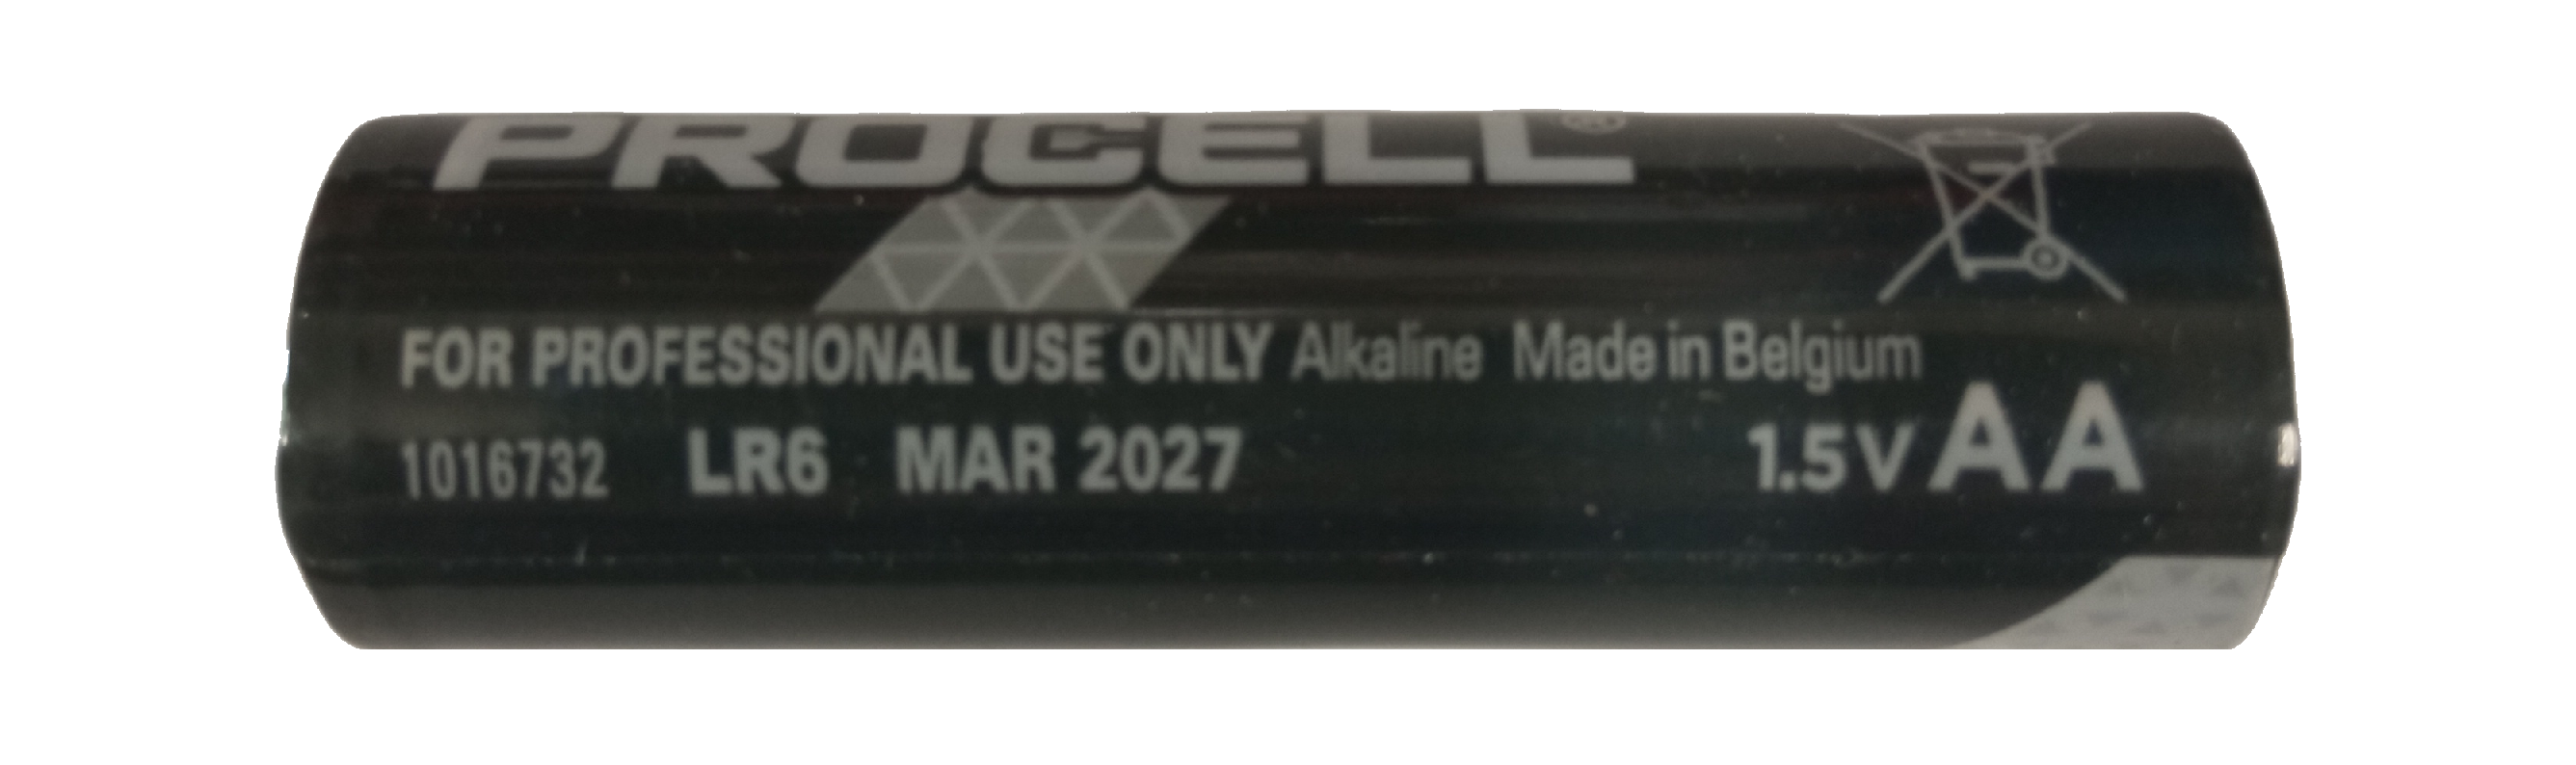 PROCELL®
FOR PROFESSIONAL USE ONLY Alkaline Made in Belgium
1016732 LR6 MAR 2027 1.5V AA